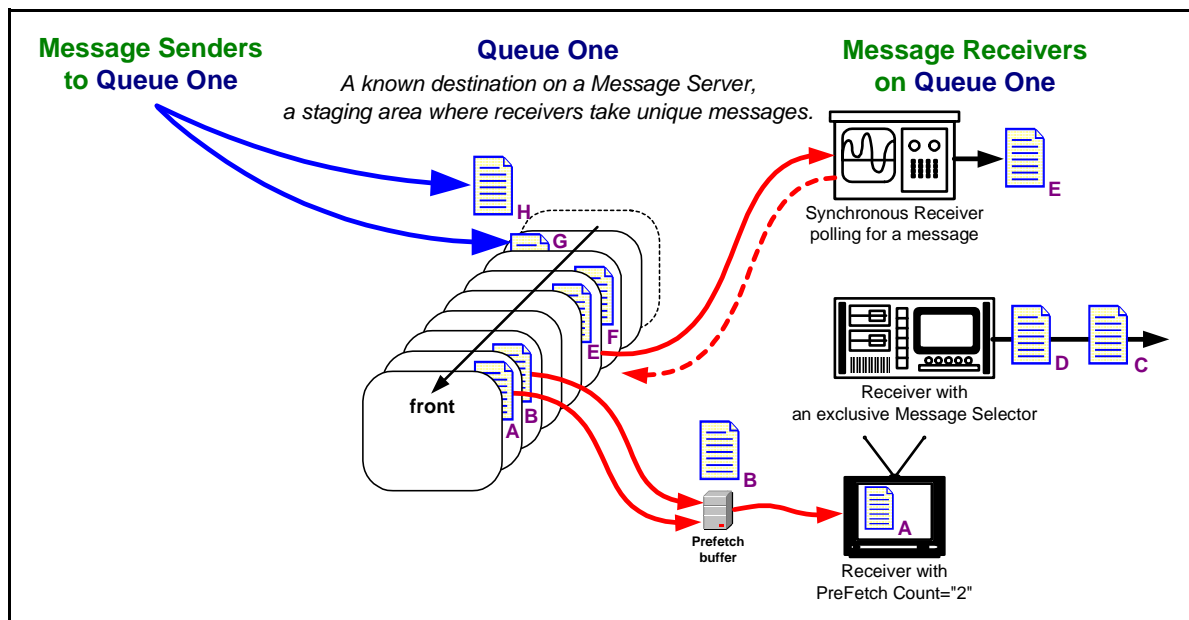 Message Senders
to Queue One
Queue One
A known destination on a Message Server,
a staging area where receivers take unique messages.
Message Receivers
on Queue One
H
G
F
E
B
A
front
E
Synchronous Receiver
polling for a message
D
C
Receiver with
an exclusive Message Selector
B
Prefetch
buffer
A
Receiver with
PreFetch Count="2"